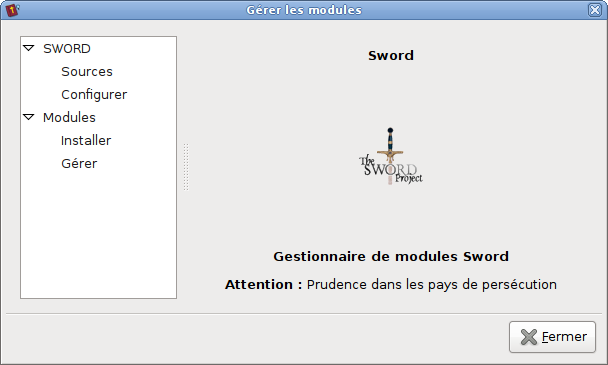 Gérer les modules
SWORD
Sources
Configurer
Modules
Installer
Gérer
Sword
The
SWORD
Project
Gestionnaire de modules Sword
Attention : Prudence dans les pays de persécution
Fermer